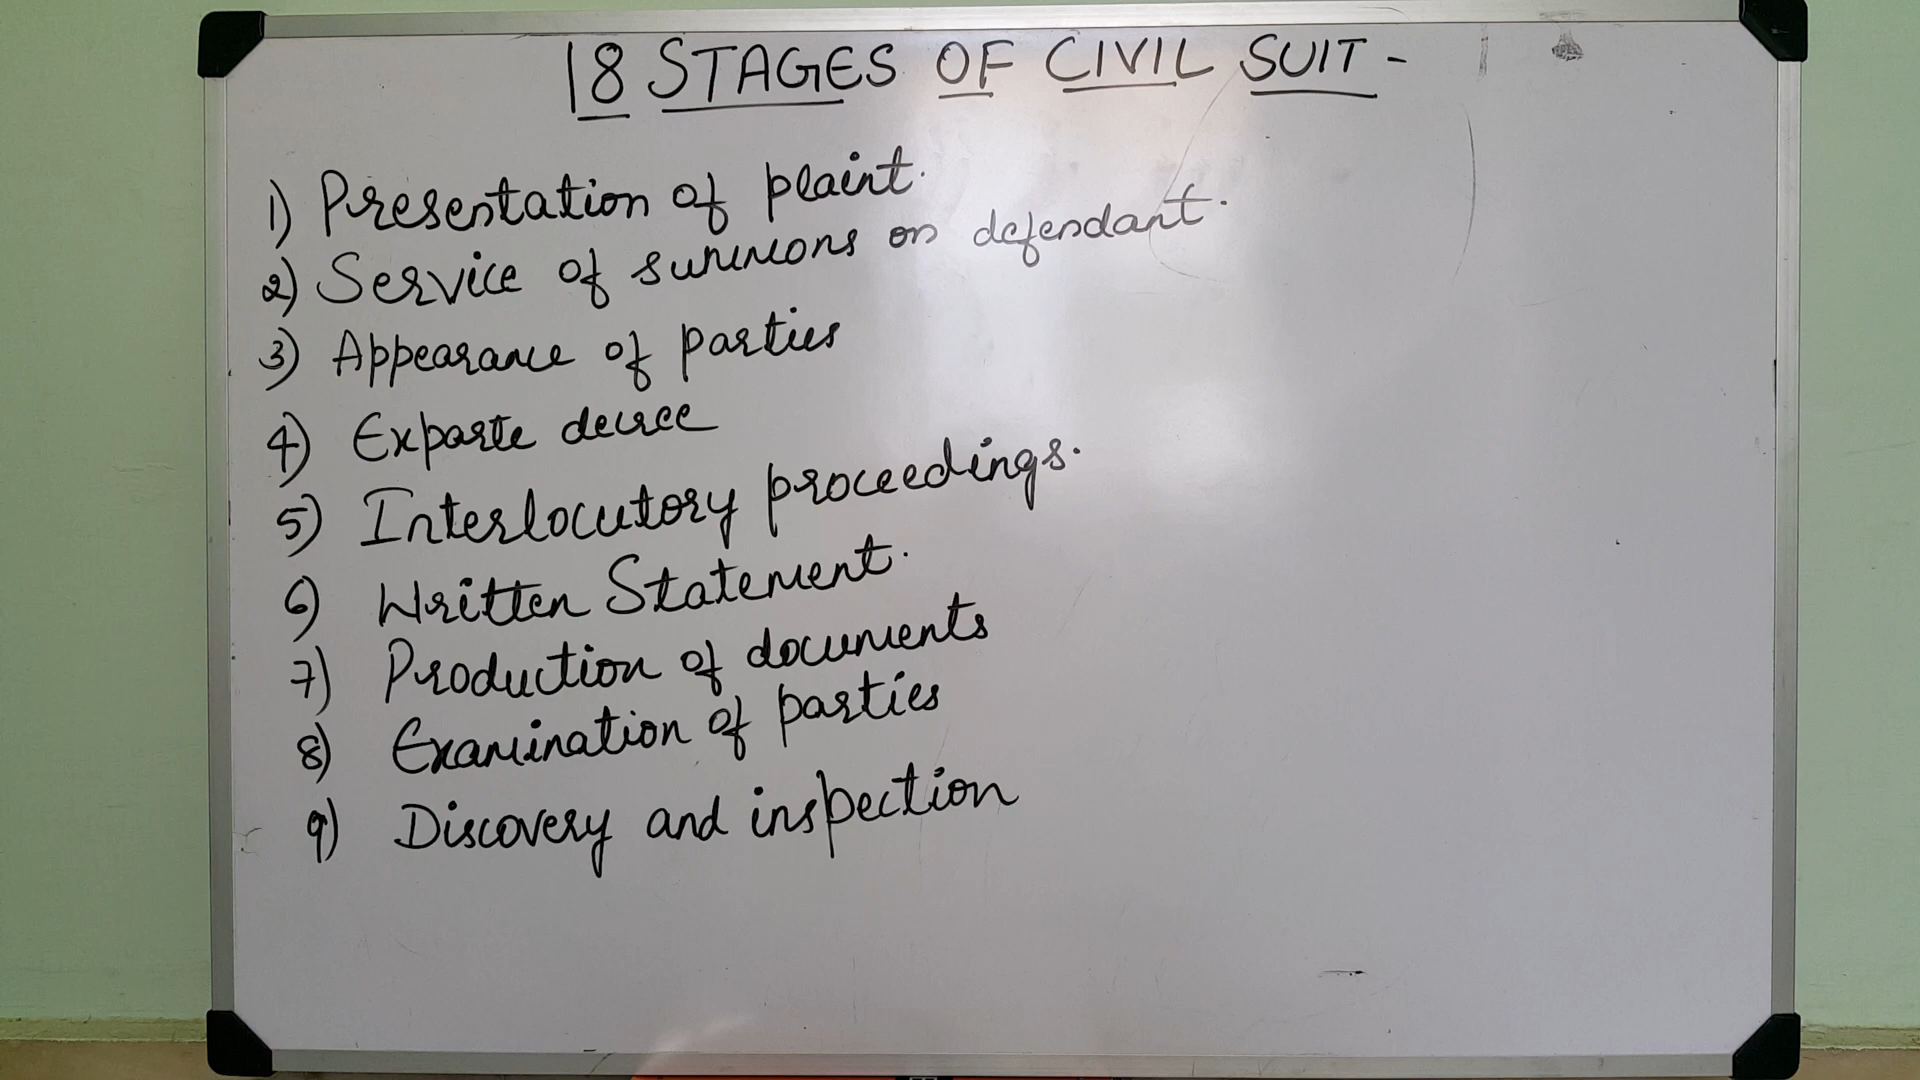 18 STAGES OF CIVIL SUIT -
1) Presentation of plaint.
2) Service of summons on defendant.
3) Appearance of parties
4) Exparte decree
5) Interlocutory proceedings.
6) Written Statement.
7) Production of documents
8) Examination of parties
9) Discovery and inspection